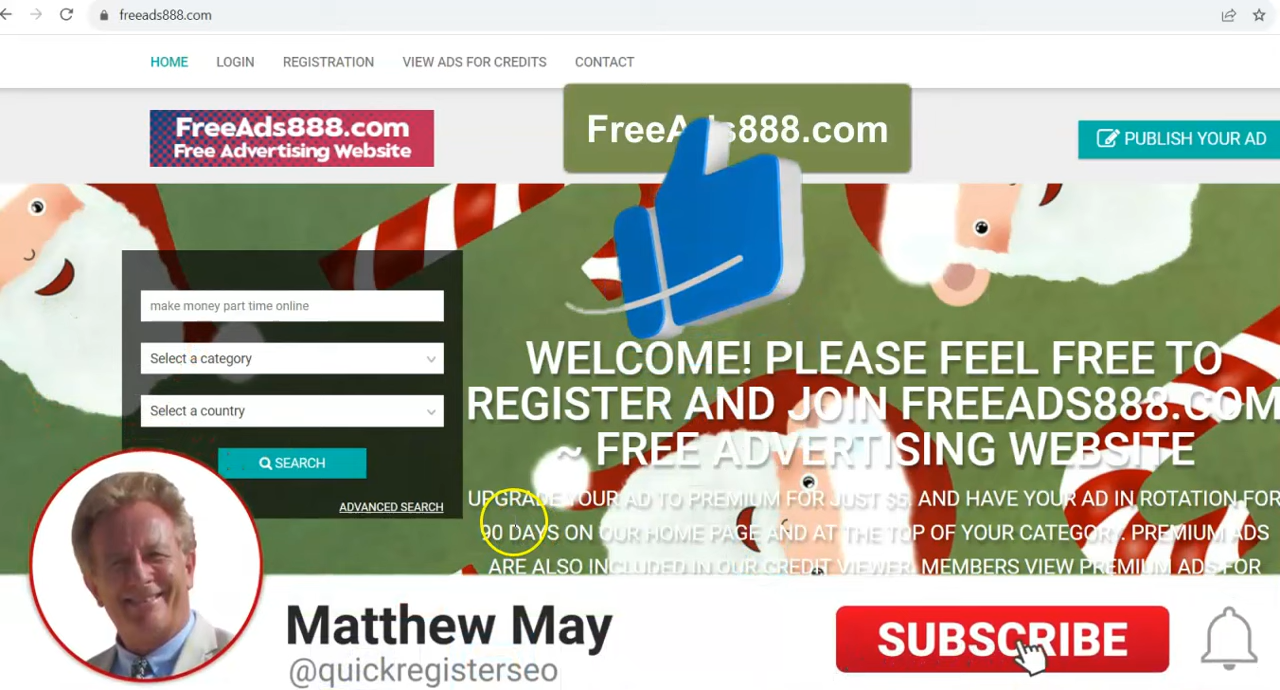 freeads888.com
HOME LOGIN REGISTRATION VIEW ADS FOR CREDITS CONTACT
FreeAds888.com
Free Advertising Website
FreeAds888.com
PUBLISH YOUR AD
make money part time online
Select a category
Select a country
SEARCH
ADVANCED SEARCH
WELCOME! PLEASE FEEL FREE TO
REGISTER AND JOIN FREEADS888.COM
~ FREE ADVERTISING WEBSITE
UPGRADE YOUR AD TO PREMIUM FOR JUST $5, AND HAVE YOUR AD IN ROTATION FOR
90 DAYS ON OUR HOME PAGE AND AT THE TOP OF YOUR CATEGORY. PREMIUM ADS
ARE ALSO INCLUDED IN OUR CREDIT VIEWER. MEMBERS VIEW PREMIUM ADS FOR
Matthew May
@quickregisterseo
SUBSCRIBE